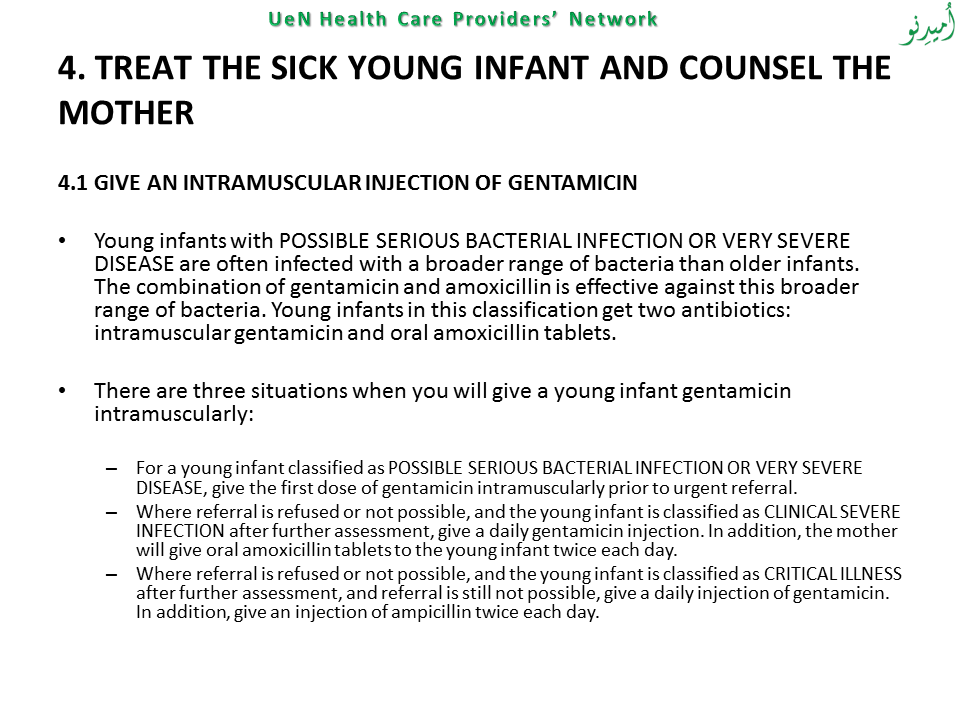 UeN Health Care Providers' Network
اُمیدِنو
4. TREAT THE SICK YOUNG INFANT AND COUNSEL THE
MOTHER
4.1 GIVE AN INTRAMUSCULAR INJECTION OF GENTAMICIN
• Young infants with POSSIBLE SERIOUS BACTERIAL INFECTION OR VERY SEVERE
DISEASE are often infected with a broader range of bacteria than older infants.
The combination of gentamicin and amoxicillin is effective against this broader
range of bacteria. Young infants in this classification get two antibiotics:
intramuscular gentamicin and oral amoxicillin tablets.
• There are three situations when you will give a young infant gentamicin
intramuscularly:
– For a young infant classified as POSSIBLE SERIOUS BACTERIAL INFECTION OR VERY SEVERE
DISEASE, give the first dose of gentamicin intramuscularly prior to urgent referral.
– Where referral is refused or not possible, and the young infant is classified as CLINICAL SEVERE
INFECTION after further assessment, give a daily gentamicin injection. In addition, the mother
will give oral amoxicillin tablets to the young infant twice each day.
– Where referral is refused or not possible, and the young infant is classified as CRITICAL ILLNESS
after further assessment, and referral is still not possible, give a daily injection of gentamicin.
In addition, give an injection of ampicillin twice each day.